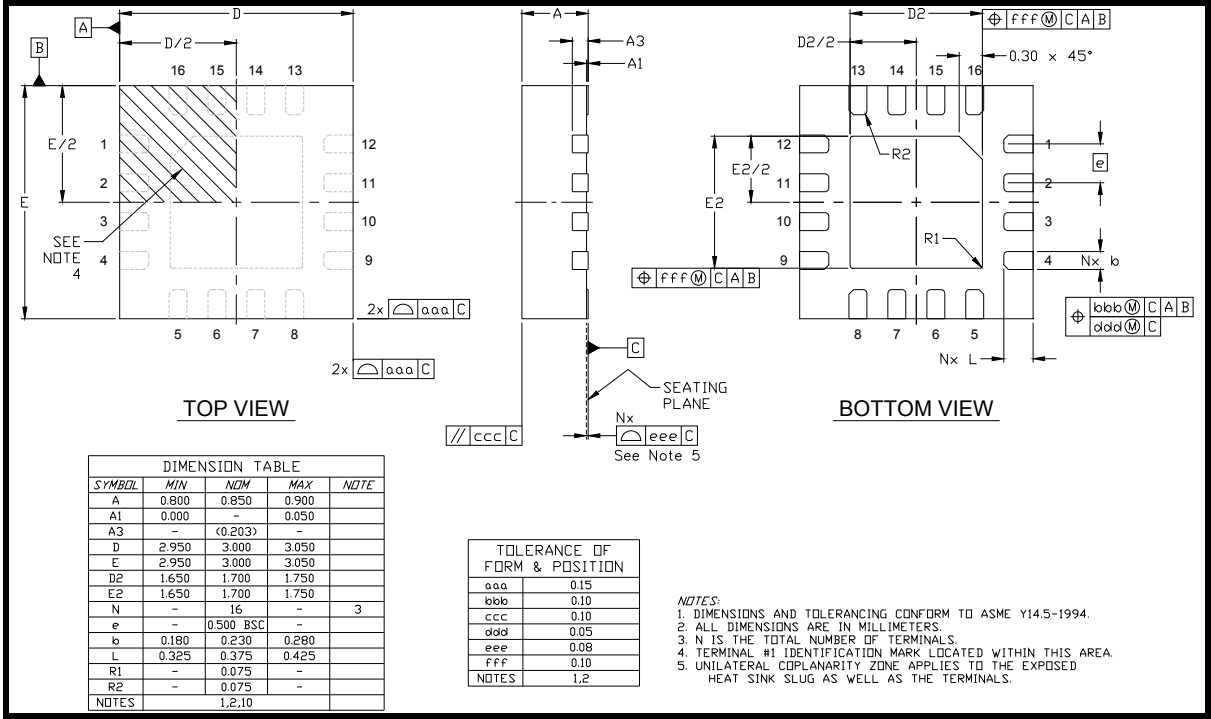 D
D/2
A
B
16 15 14 13
E/2
E
1
2
3
4
12
11
10
9
SEE
NOTE
4
5 6 7 8
2x ⌓ aaa C
2x ⌓ aaa C
TOP VIEW
A
A3
A1
C
SEATING
PLANE
// ccc C
Nx
⌓ eee C
See Note 5
D2
⌖ fff Ⓜ C A B
D2/2
0.30 x 45°
13 14 15 16
R2
12
11
10
9
E2/2
E2
R1
1
2
3
4
e
Nx b
⌖ fff Ⓜ C A B
⌖ bbb Ⓜ C A B
ddd Ⓜ C
8 7 6 5
Nx L
BOTTOM VIEW
DIMENSION TABLE
SYMBOL MIN NOM MAX NOTE
A 0.800 0.850 0.900
A1 0.000 - 0.050
A3 - (0.203) -
D 2.950 3.000 3.050
E 2.950 3.000 3.050
D2 1.650 1.700 1.750
E2 1.650 1.700 1.750
N - 16 - 3
e - 0.500 BSC -
b 0.180 0.230 0.280
L 0.325 0.375 0.425
R1 - 0.075 -
R2 - 0.075 -
NOTES 1,2,10
TOLERANCE OF
FORM & POSITION
aaa 0.15
bbb 0.10
ccc 0.10
ddd 0.05
eee 0.08
fff 0.10
NOTES 1,2
NOTES:
1. DIMENSIONS AND TOLERANCING CONFORM TO ASME Y14.5-1994.
2. ALL DIMENSIONS ARE IN MILLIMETERS.
3. N IS THE TOTAL NUMBER OF TERMINALS.
4. TERMINAL #1 IDENTIFICATION MARK LOCATED WITHIN THIS AREA.
5. UNILATERAL COPLANARITY ZONE APPLIES TO THE EXPOSED
HEAT SINK SLUG AS WELL AS THE TERMINALS.